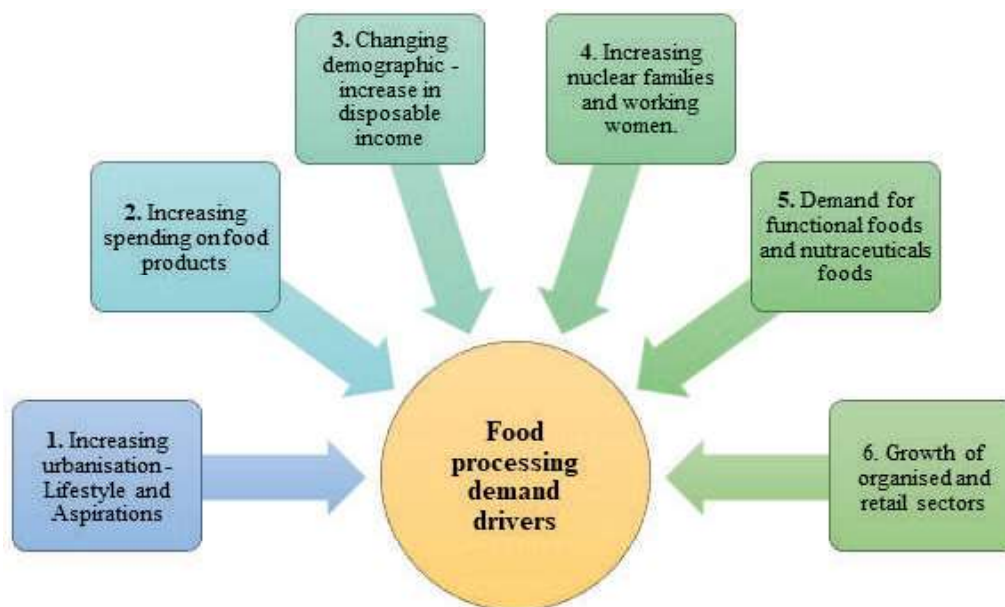 1. Increasing
urbanisation-
Lifestyle and
Aspirations
2. Increasing
spending on food
products
3. Changing
demographic -
increase in
disposable
income
4. Increasing
nuclear families
and working
women.
5. Demand for
functional foods
and nutraceuticals
foods
6. Growth of
organised and
retail sectors
Food
processing
demand
drivers